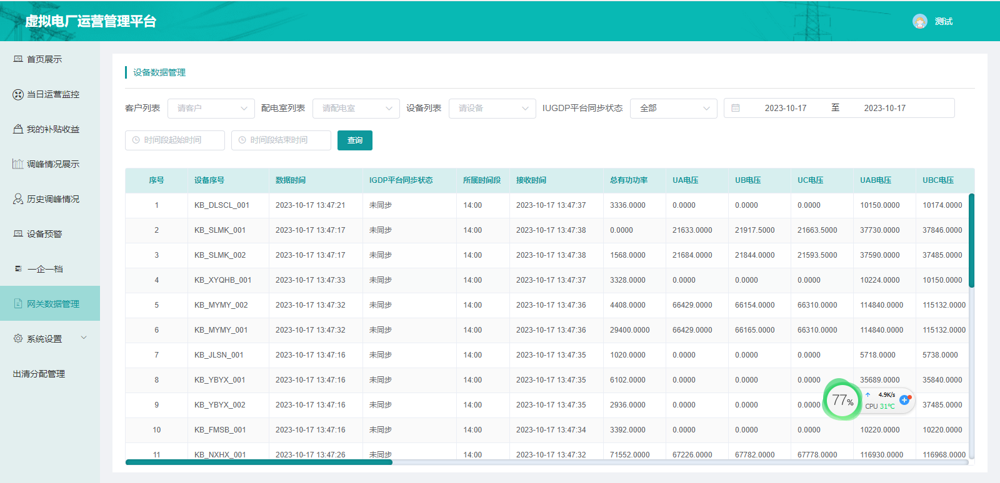 虚拟电厂运营管理平台
测试
首页展示
当日运营监控
我的补贴收益
调峰情况展示
历史调峰情况
设备预警
一企一档
网关数据管理
系统设置
出清分配管理
设备数据管理
客户列表 请客户 配电室列表 请配电室 设备列表 请设备 IUGDP平台同步状态 全部 2023-10-17 至 2023-10-17
时间段起始时间 时间段结束时间 查询
序号 设备序号 数据时间 IGDP平台同步状态 所属时间段 接收时间 总有功功率 UA电压 UB电压 UC电压 UAB电压 UBC电压
1 KB_DLSCL_001 2023-10-17 13:47:21 未同步 14:00 2023-10-17 13:47:37 3336.0000 0.0000 0.0000 0.0000 10150.0000 10174.0000
2 KB_SLMK_001 2023-10-17 13:47:17 未同步 14:00 2023-10-17 13:47:38 0.0000 21633.0000 21917.5000 21663.5000 37730.0000 37846.0000
3 KB_SLMK_002 2023-10-17 13:47:17 未同步 14:00 2023-10-17 13:47:38 1568.0000 21684.0000 21844.0000 21593.5000 37590.0000 37485.0000
4 KB_XYQHB_001 2023-10-17 13:47:33 未同步 14:00 2023-10-17 13:47:37 3328.0000 0.0000 0.0000 0.0000 10224.0000 10150.0000
5 KB_MYMY_002 2023-10-17 13:47:32 未同步 14:00 2023-10-17 13:47:36 4408.0000 66429.0000 66154.0000 66310.0000 114840.0000 115132.0000
6 KB_MYMY_001 2023-10-17 13:47:32 未同步 14:00 2023-10-17 13:47:36 29400.0000 66429.0000 66165.0000 66310.0000 114840.0000 115132.0000
7 KB_JLSN_001 2023-10-17 13:47:16 未同步 14:00 2023-10-17 13:47:35 1020.0000 0.0000 0.0000 0.0000 5718.0000 5738.0000
8 KB_YBYX_001 2023-10-17 13:47:16 未同步 14:00 2023-10-17 13:47:35 6102.0000 0.0000 0.0000 0.0000 35689.0000 35840.0000
9 KB_YBYX_002 2023-10-17 13:47:16 未同步 14:00 2023-10-17 13:47:35 2936.0000 0.0000 0.0000 0.0000 37485.0000
10 KB_FMSB_001 2023-10-17 13:47:16 未同步 14:00 2023-10-17 13:47:34 3392.0000 0.0000 0.0000 0.0000 10220.0000 10220.0000
11 KB_NXHX_001 2023-10-17 13:47:26 未同步 14:00 2023-10-17 13:47:32 71552.0000 67226.0000 67782.0000 67778.0000 116930.0000 116968.0000
77% 4.9K/s
CPU 31°C